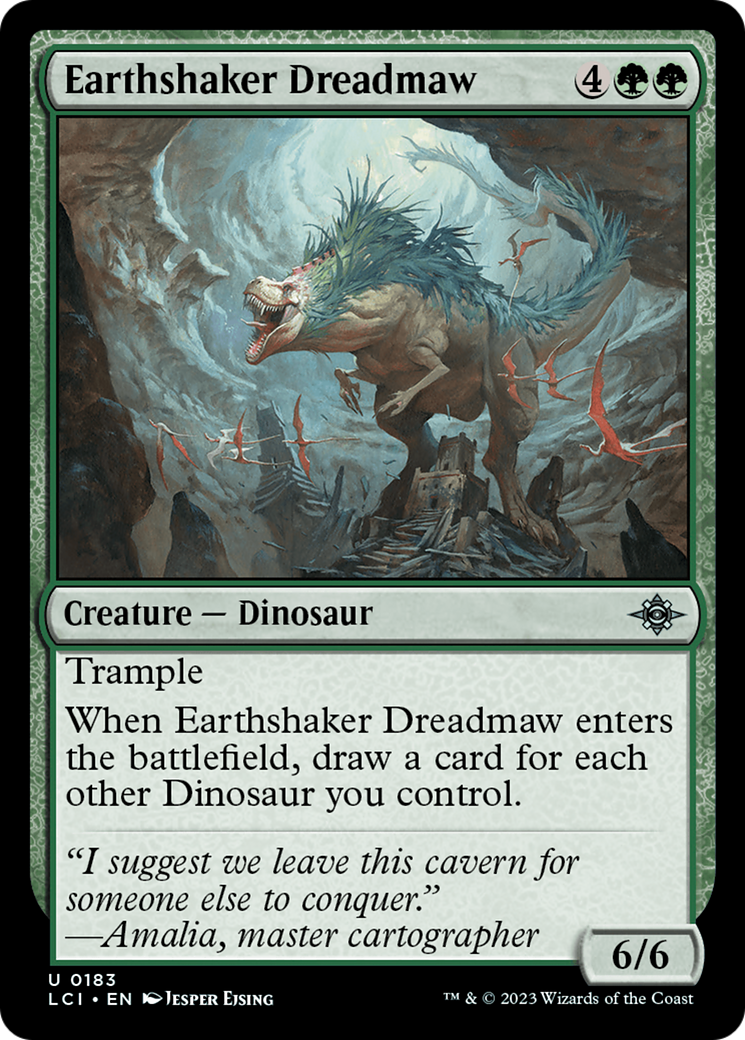 Earthshaker Dreadmaw 4
Creature — Dinosaur
Trample
When Earthshaker Dreadmaw enters
the battlefield, draw a card for each
other Dinosaur you control.
“I suggest we leave this cavern for
someone else to conquer.”
—Amalia, master cartographer
6/6
U 0183
LCI • EN Jesper Ejsing
™ & © 2023 Wizards of the Coast